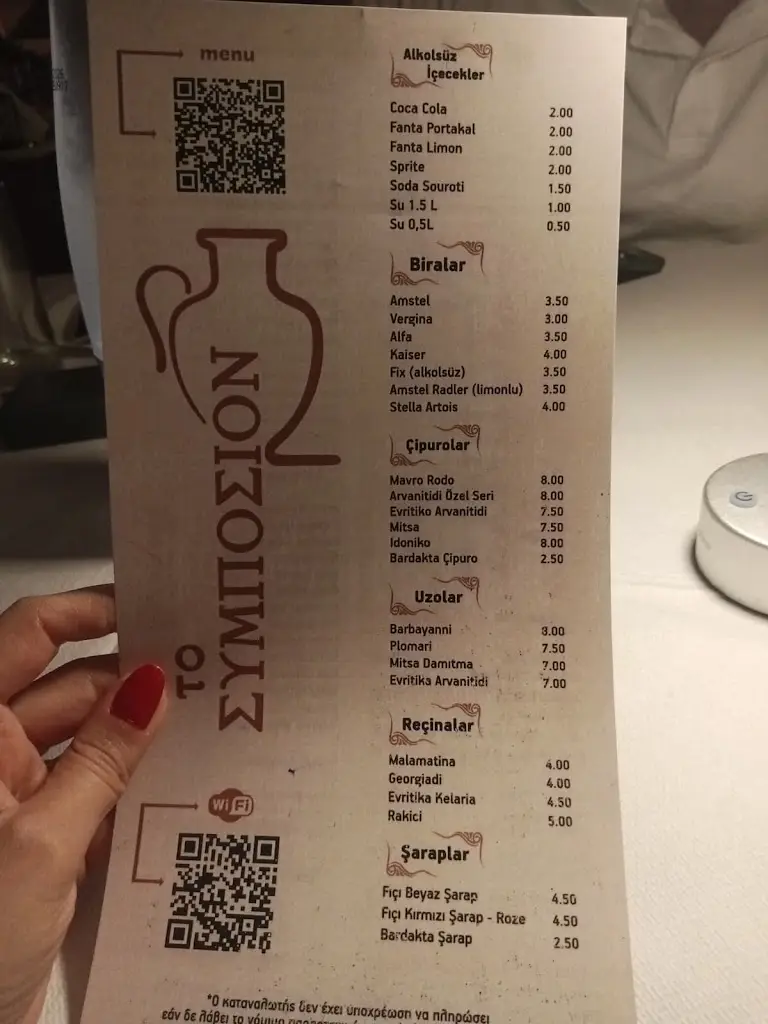 menu
το
ΣΥΜΠΟΣΙΟΝ
WiFi
Alkolsüz
İçecekler
Coca Cola 2.00
Fanta Portakal 2.00
Fanta Limon 2.00
Sprite 2.00
Soda Souroti 1.50
Su 1.5 L 1.00
Su 0,5L 0.50
Biralar
Amstel 3.50
Vergina 3.00
Alfa 3.50
Kaiser 4.00
Fix (alkolsüz) 3.50
Amstel Radler (limonlu) 3.50
Stella Artois 4.00
Çipurolar
Mavro Rodo 8.00
Arvanitidi Özel Seri 8.00
Evritiko Arvanitidi 7.50
Mitsa 7.50
Idoniko 8.00
Bardakta Çipuro 2.50
Uzolar
Barbayanni 8.00
Plomari 7.50
Mitsa Damıtma 7.00
Evritika Arvanitidi 7.00
Reçinalar
Malamatina 4.00
Georgiadi 4.00
Evritika Kelaria 4.50
Rakici 5.00
Şaraplar
Fıçı Beyaz Şarap 4.50
Fıçı Kırmızı Şarap - Roze 4.50
Bardakta Şarap 2.50
*Ο καταναλωτής δεν έχει υποχρέωση να πληρώσει
εάν δε λάβει το νόμιμο